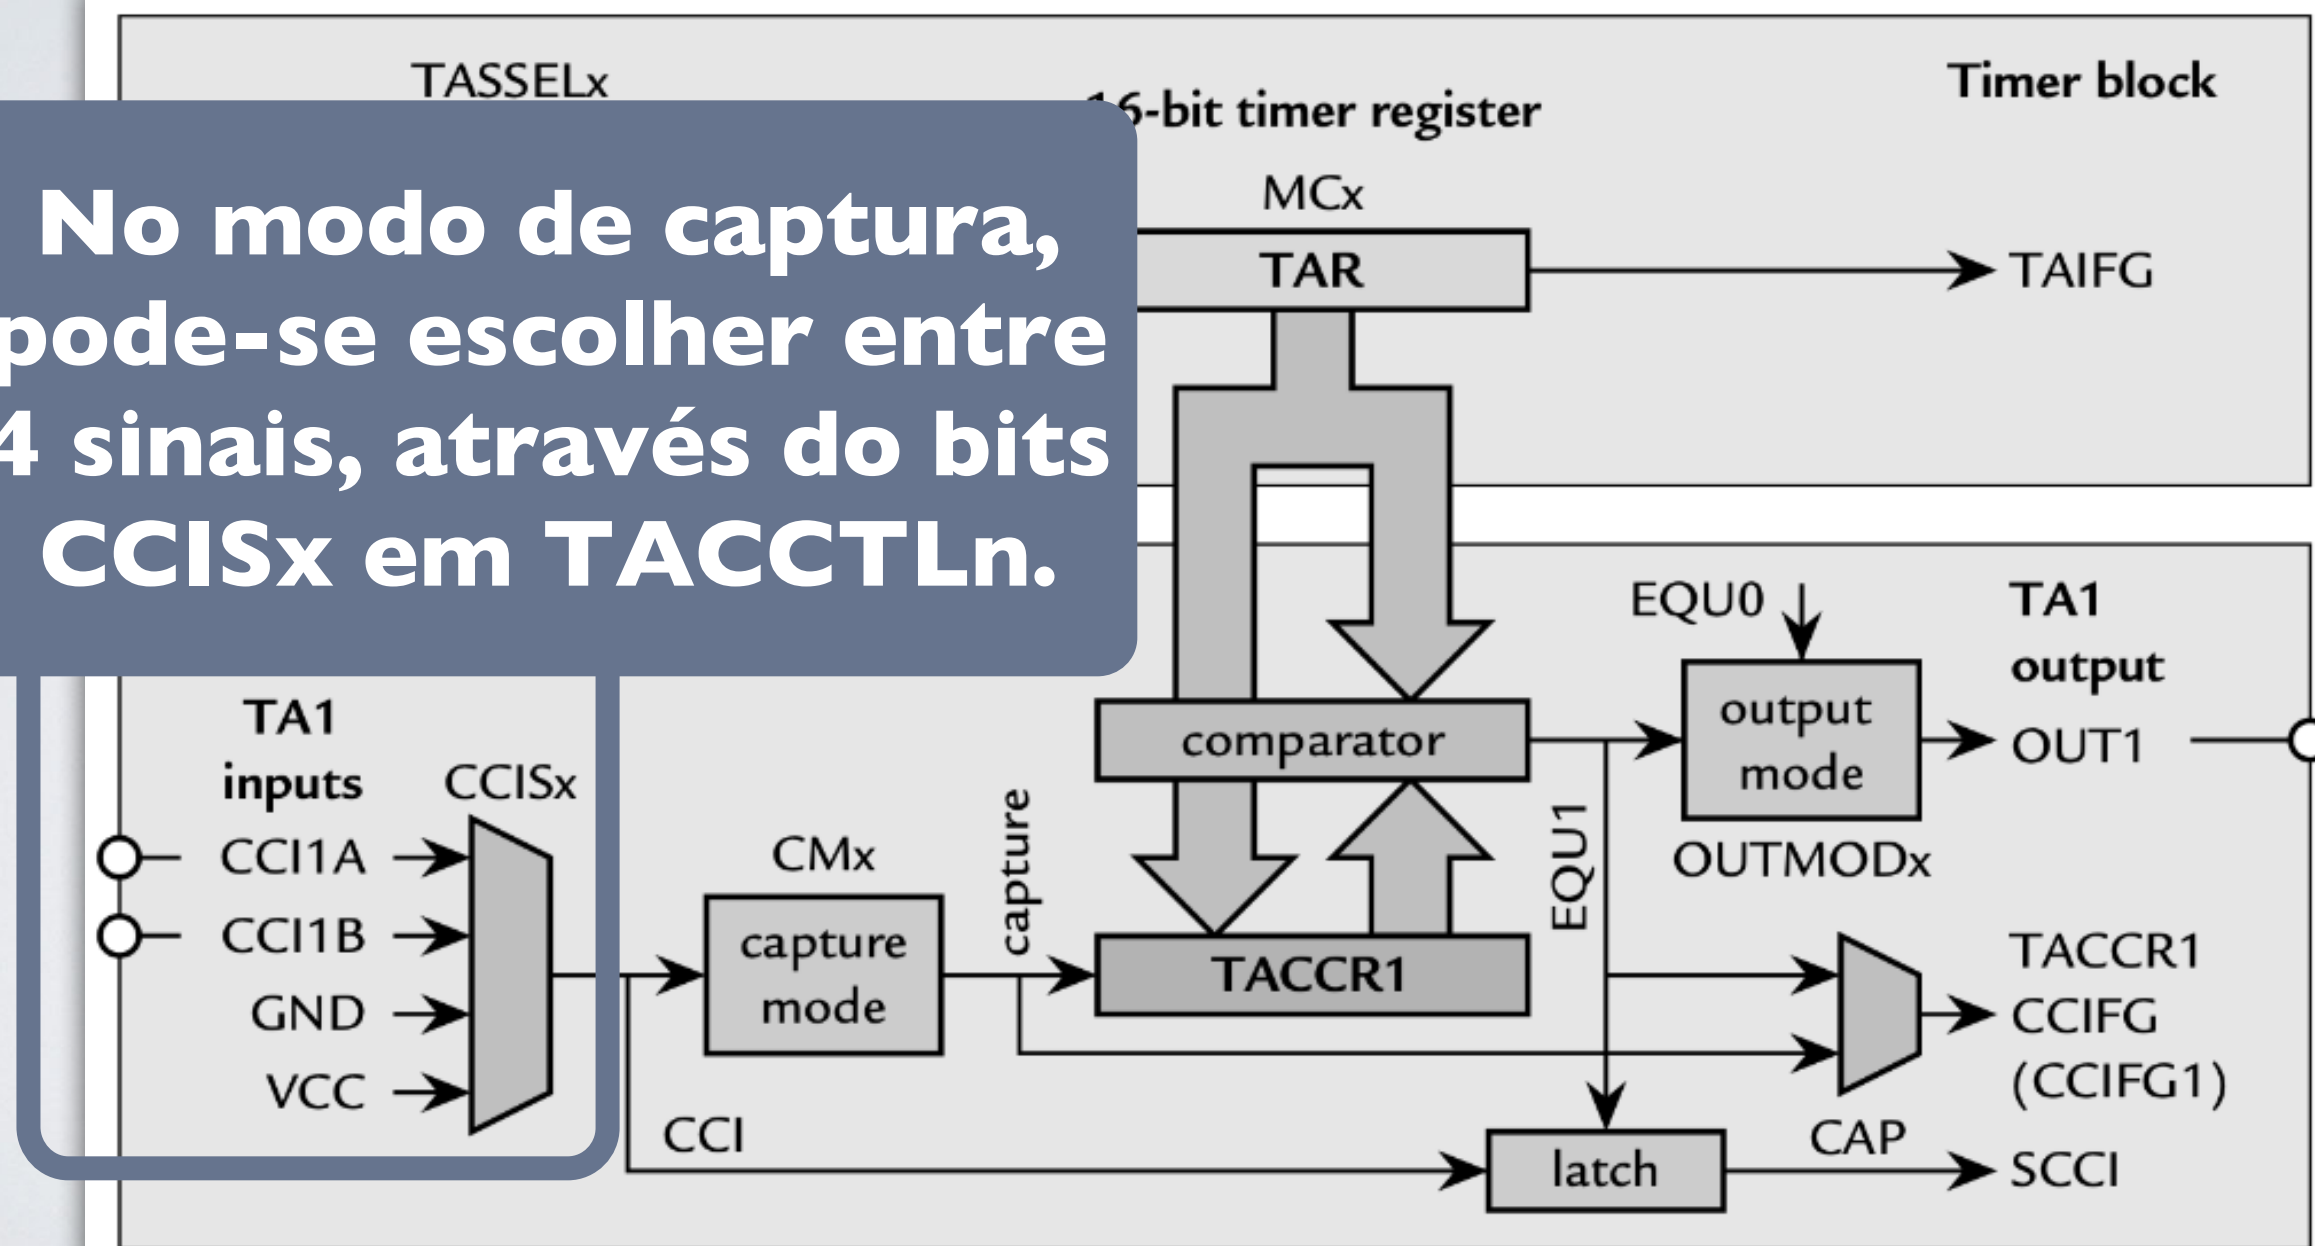 TASSELx
Timer block
16-bit timer register
MCx
TAR
TAIFG
No modo de captura,
pode-se escolher entre
4 sinais, através do bits
CCISx em TACCTLn.
EQU0
TA1
output
OUT1
output
mode
OUTMODx
TA1
inputs
CCISx
CCI1A
CCI1B
GND
VCC
CMx
capture
mode
capture
comparator
TACCR1
EQU1
TACCR1
CCIFG
(CCIFG1)
CCI
latch
CAP
SCCI